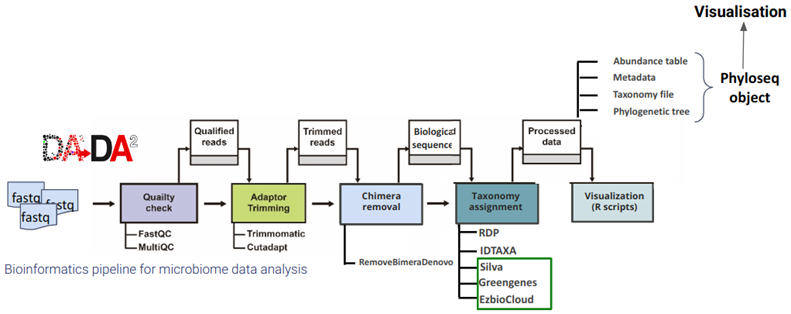 Visualisation
Abundance table
Metadata
Taxonomy file
Phylogenetic tree
Phyloseq
object
DADA2
Qualified
reads
Trimmed
reads
Biological
sequence
Processed
data
fastq
fastq
fastq
Quailty
check
Adaptor
Trimming
Chimera
removal
Taxonomy
assignment
Visualization
(R scripts)
FastQC
MultiQC
Trimmomatic
Cutadapt
RemoveBimeraDenovo
RDP
IDTAXA
Silva
Greengenes
EzbioCloud
Bioinformatics pipeline for microbiome data analysis